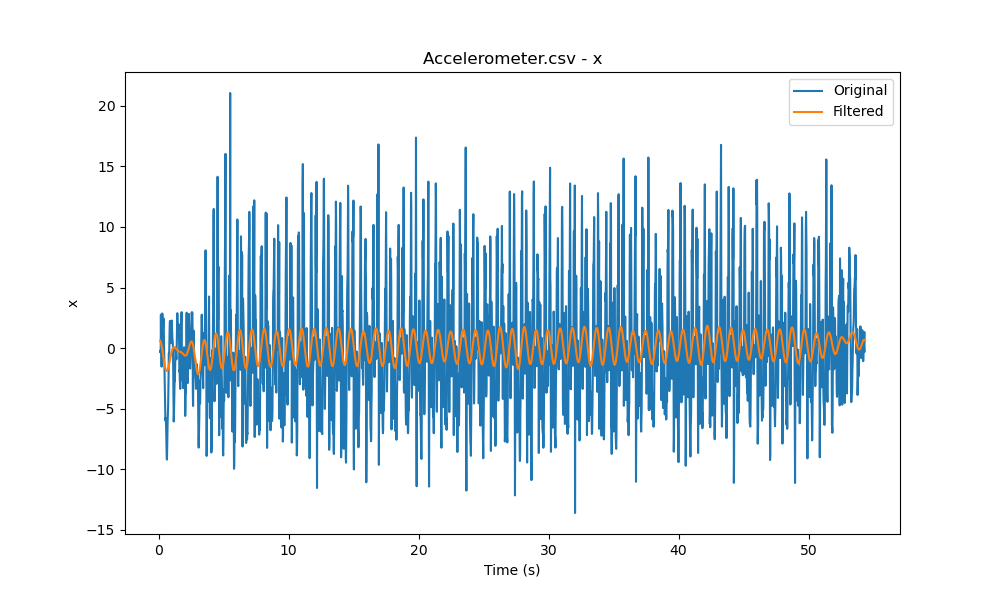 Accelerometer.csv - x
Original
Filtered
20
15
10
5
0
−5
−10
−15
x
0 10 20 30 40 50
Time (s)